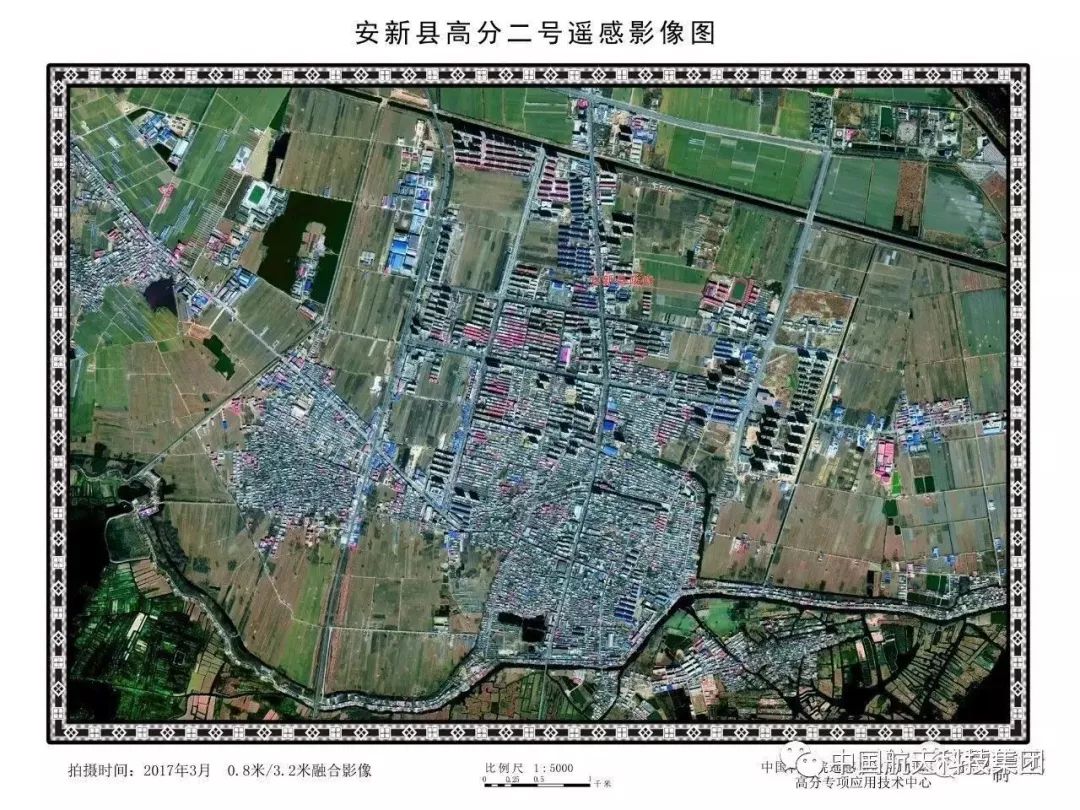 安新县高分二号遥感影像图
拍摄时间：2017年3月 0.8米/3.2米融合影像
比例尺 1:5000
0 0.25 0.5 1 千米
中国航天科技集团
高分专项应用技术中心
制